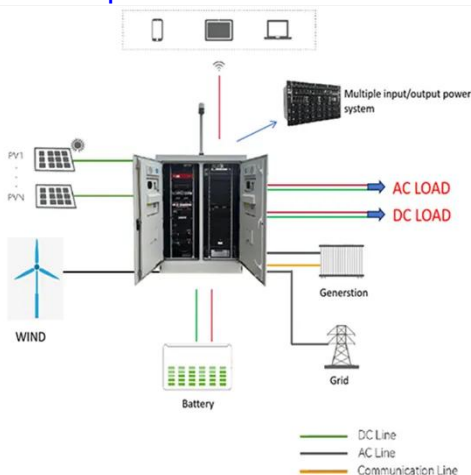 Multiple input/output power
system
PV1
PVN
AC LOAD
DC LOAD
WIND
Generstion
Grid
Battery
DC Line
AC Line
Communication Line